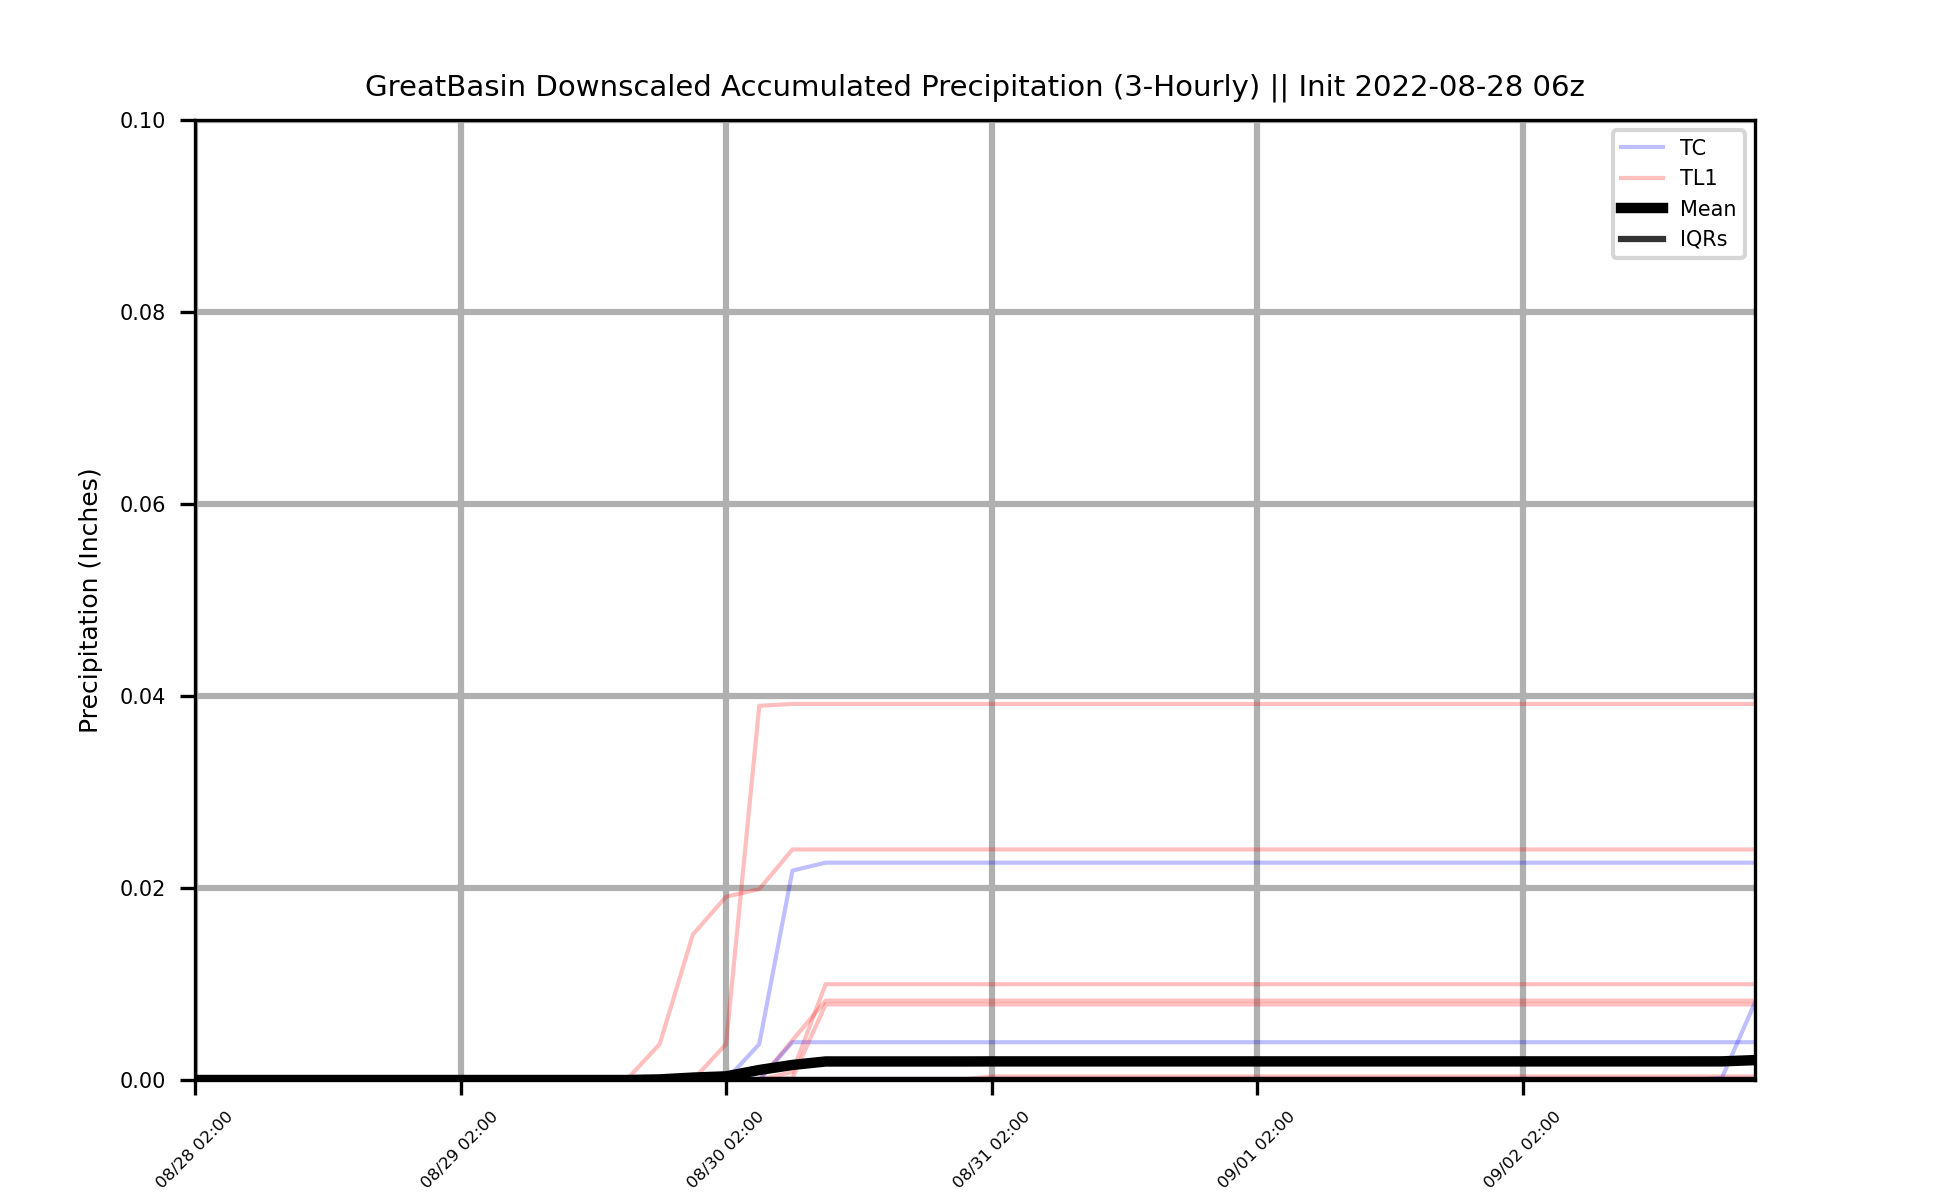 GreatBasin Downscaled Accumulated Precipitation (3-Hourly) || Init 2022-08-28 06z
TC
TL1
Mean
IQRs
Precipitation (Inches)
0.10
0.08
0.06
0.04
0.02
0.00
08/28 02:00
08/29 02:00
08/30 02:00
08/31 02:00
09/01 02:00
09/02 02:00